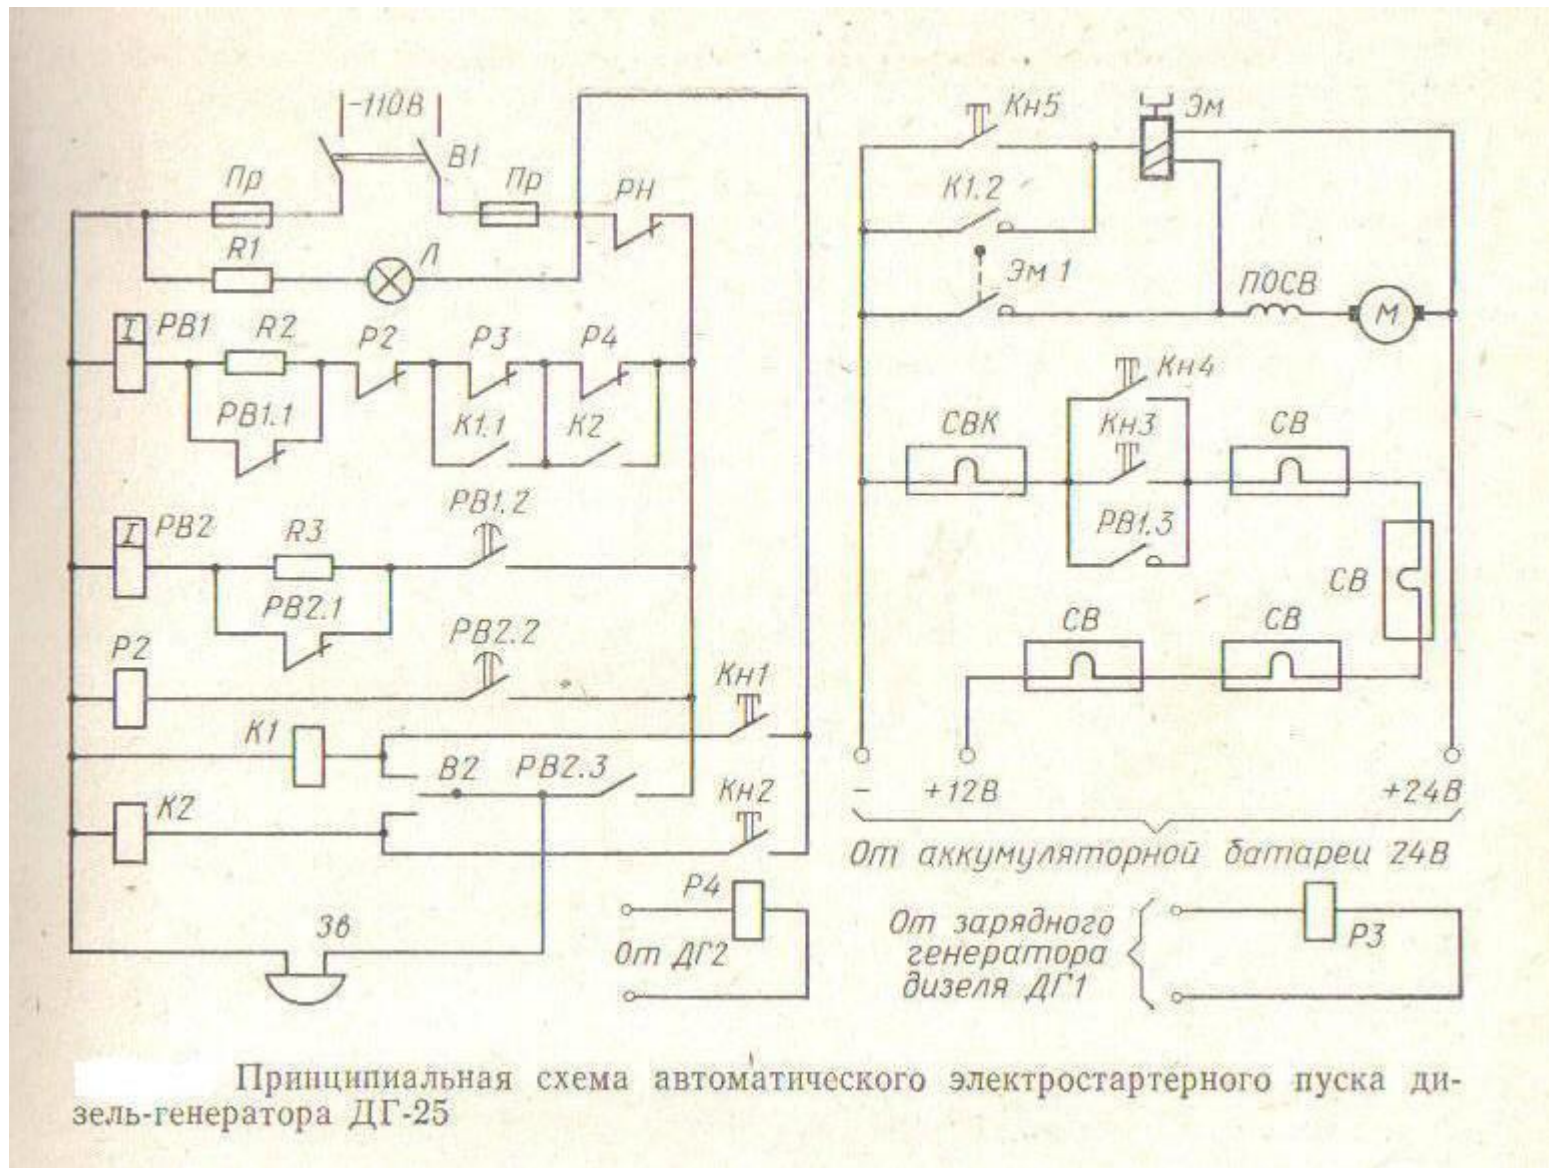 -110В
В1
Пр
Пр
РН
R1
Л
I
РВ1
R2
Р2
Р3
Р4
РВ1.1
К1.1
К2
I
РВ2
R3
РВ1.2
РВ2.1
РВ2.2
Р2
К1
В2
РВ2.3
Кн1
К2
Кн2
Зв
Р4
От ДГ2
Кн5
Эм
К1.2
Эм 1
ПОСВ
М
Кн4
СВК
Кн3
СВ
РВ1.3
СВ
СВ
СВ
–
+12В
+24В
От аккумуляторной батареи 24В
От зарядного
генератора
дизеля ДГ1
Р3
Принципиальная схема автоматического электростартерного пуска ди-
зель-генератора ДГ-25